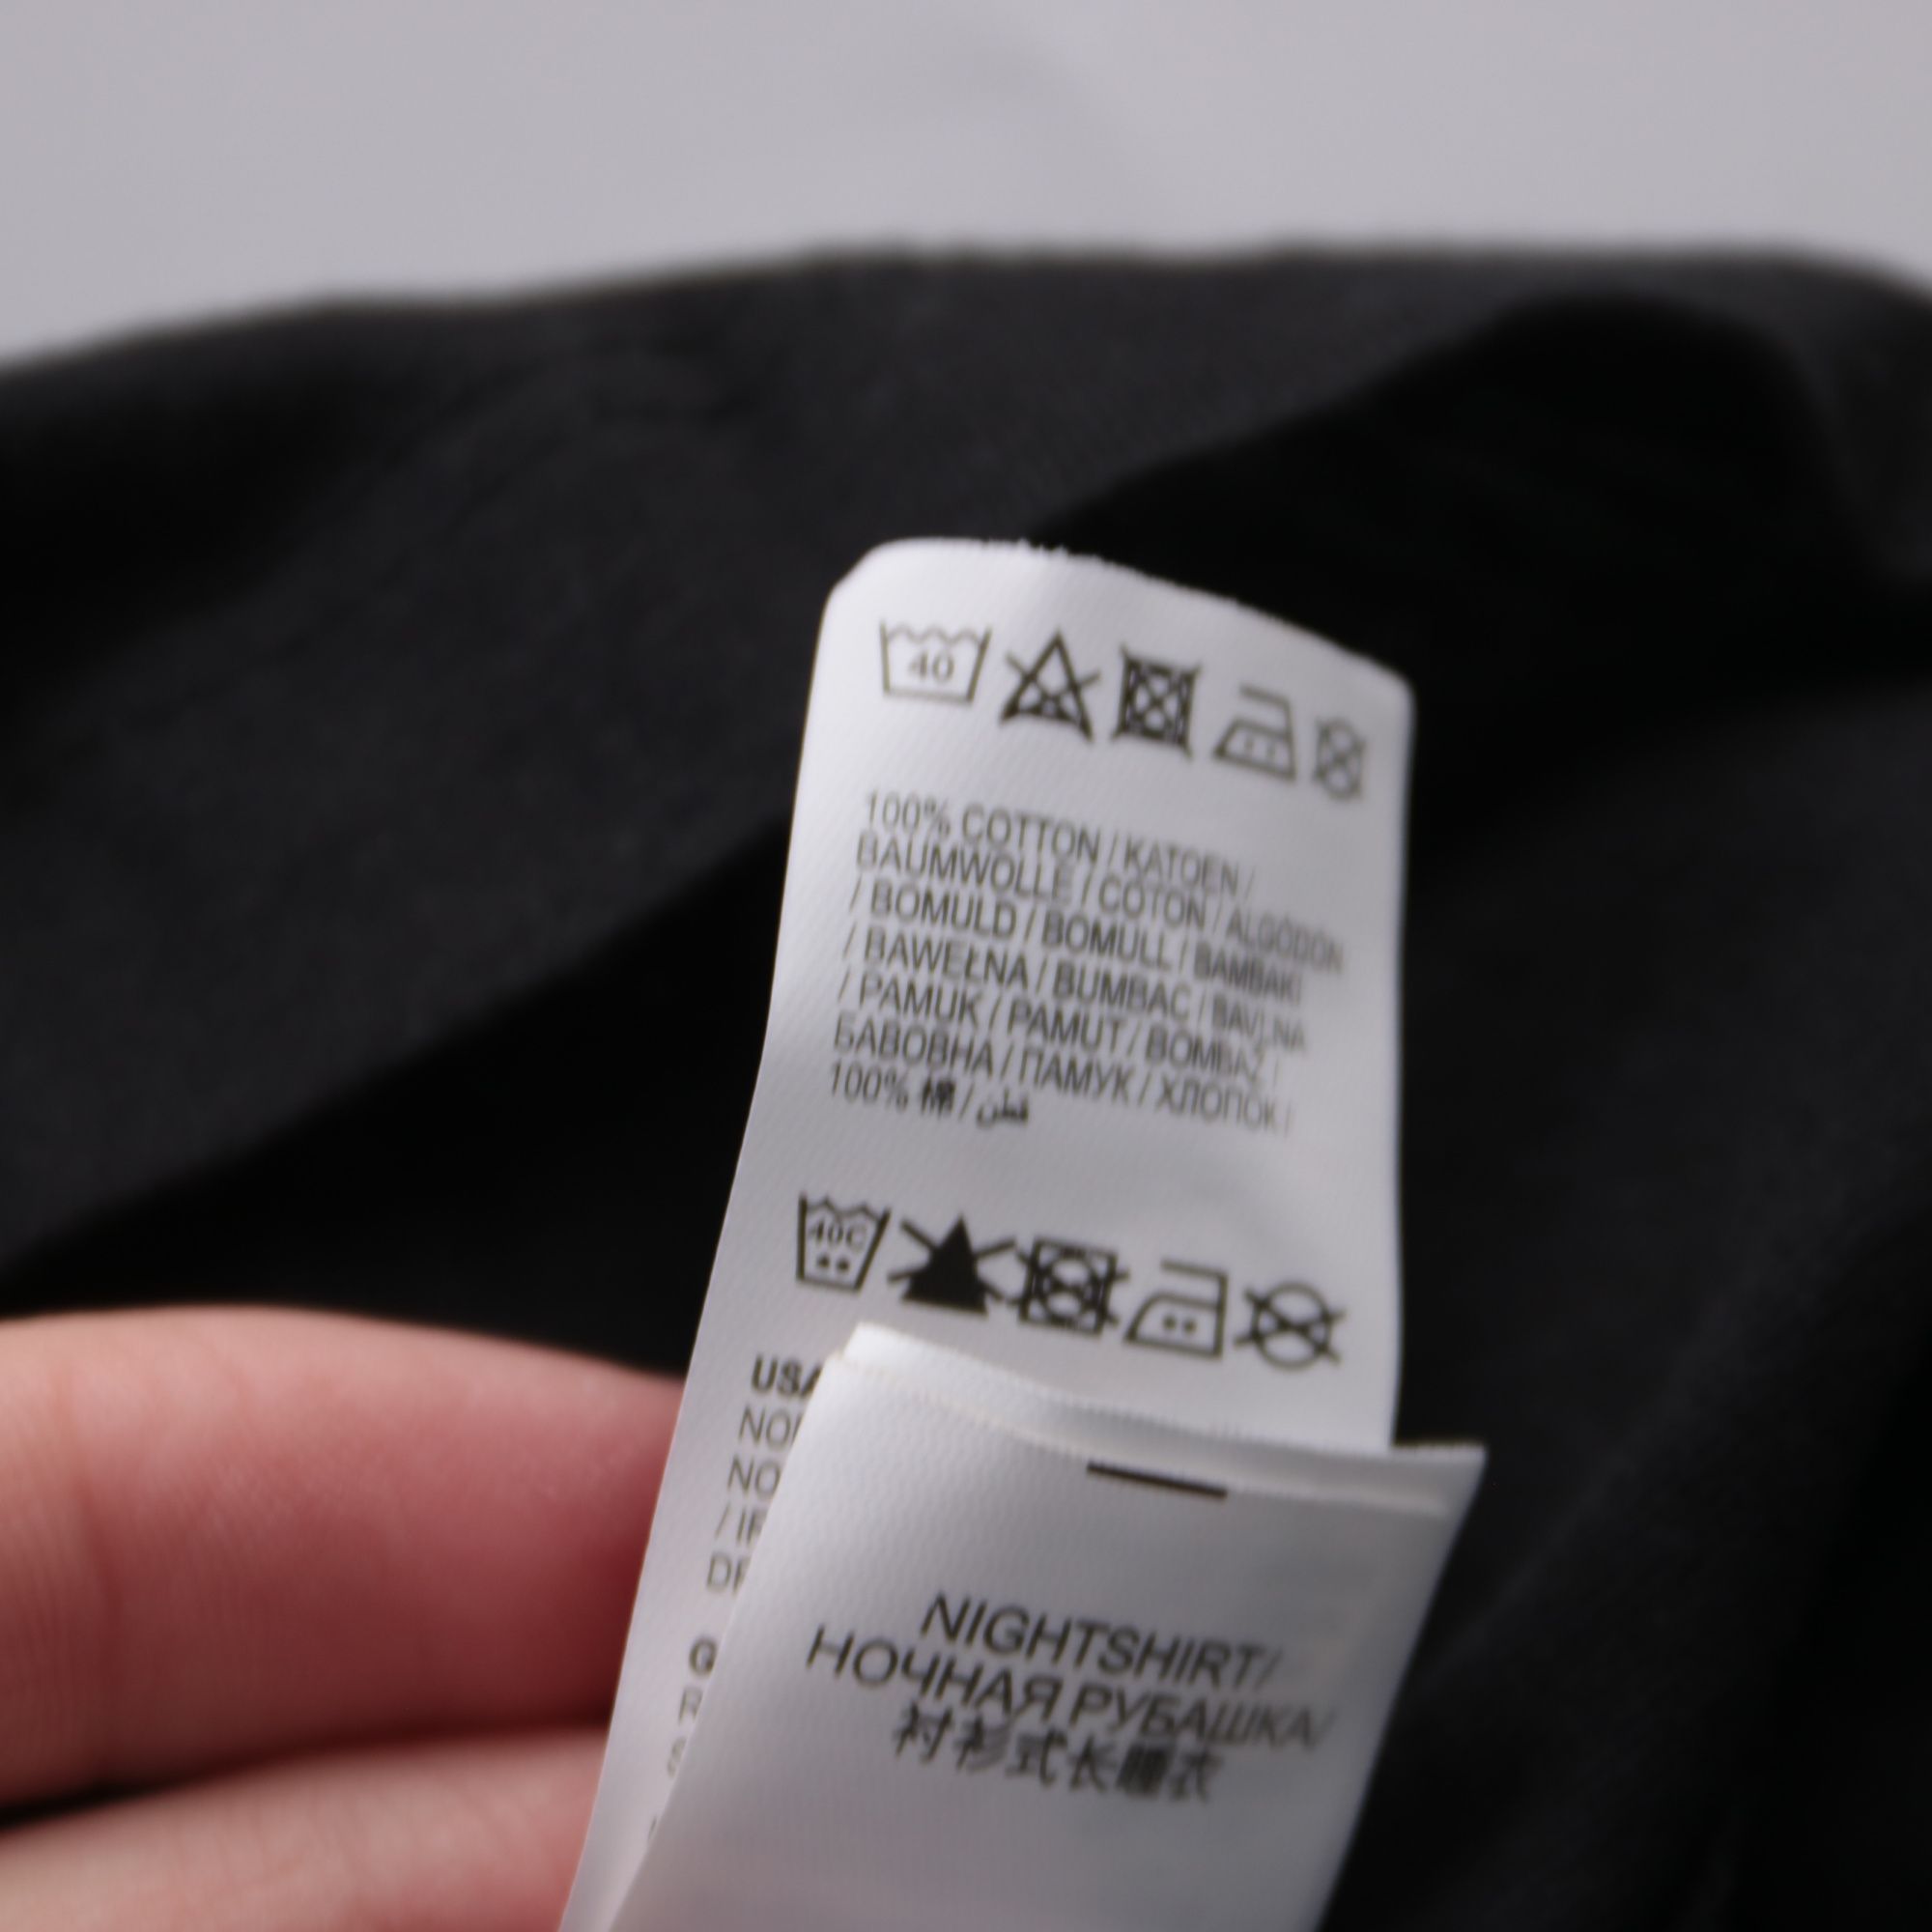 40
100% COTTON / KATOEN /
BAUMWOLLE / COTON / ALGODÓN
/ BOMULD / BOMULL / BAMBAKI
/ BAWEŁNA / BUMBAC / BAVLNA
/ PAMUK / PAMUT / BOMBAŽ /
БАВОВНА / ПАМУК / ХЛОПОК /
100% 棉 / قطن
40C
USA
NIGHTSHIRT/
НОЧНАЯ РУБАШКА/
衬衫式长睡衣